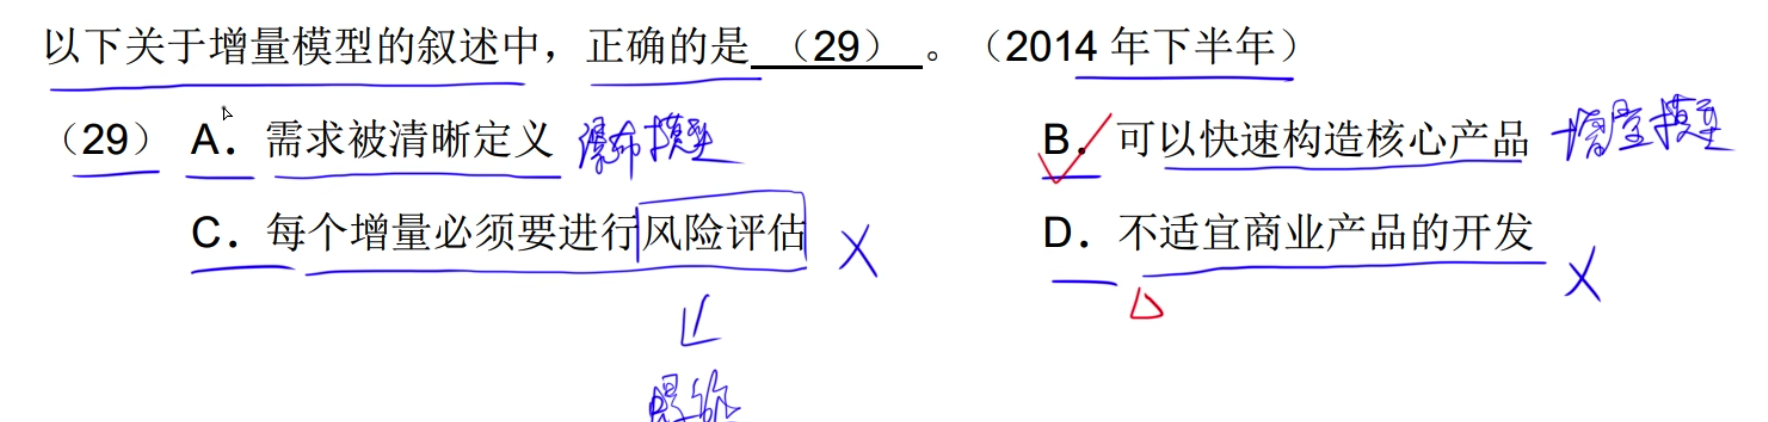 以下关于增量模型的叙述中，正确的是（29）。（2014 年下半年）
（29） A．需求被清晰定义 瀑布模型 B．可以快速构造核心产品 增量模型
C．每个增量必须要进行风险评估 X D．不适宜商业产品的开发 X